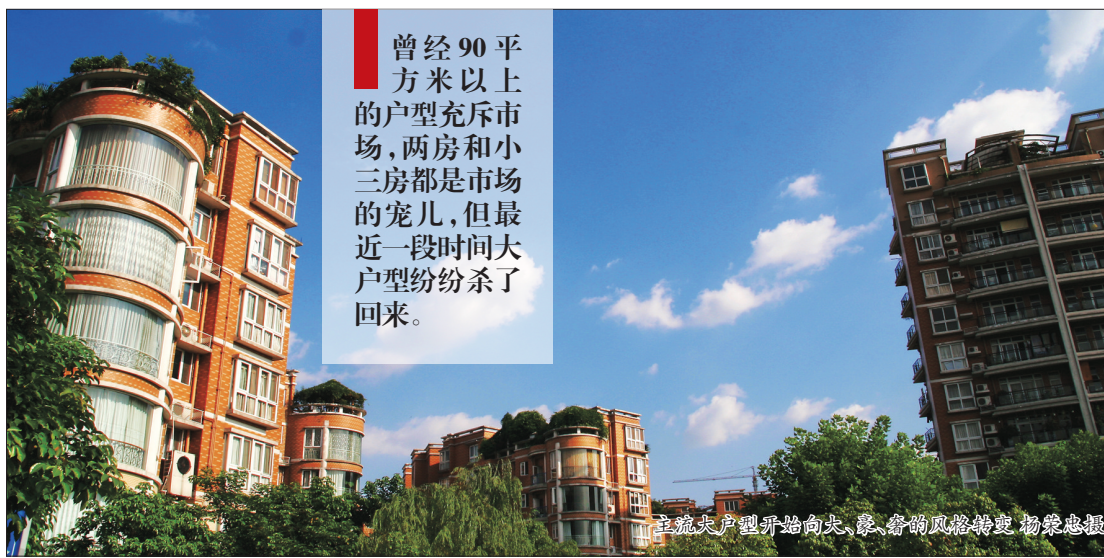 曾经90平
方米以上
的户型充斥市
场,两房和小
三房都是市场
的宠儿,但最
近一段时间大
户型纷纷杀了
回来。
主流大户型开始向大、豪、奢的风格转变 杨荣忠摄